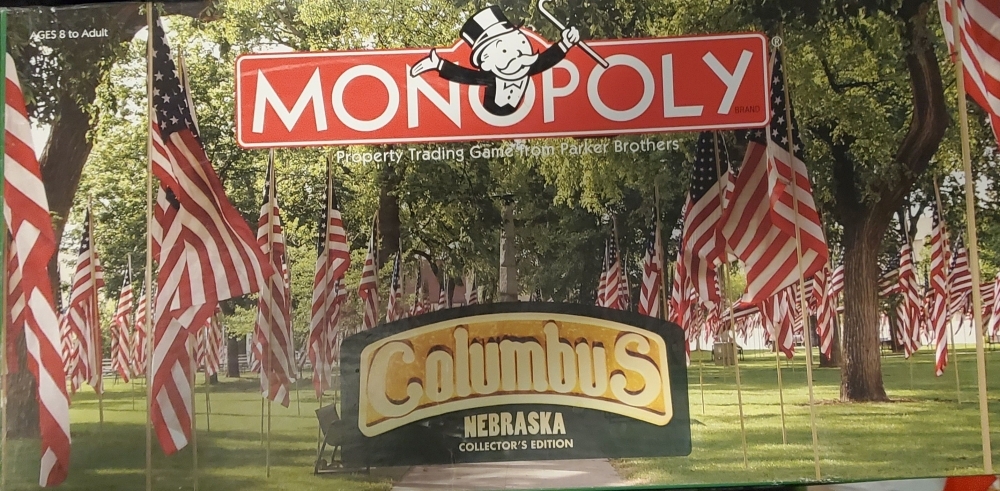 AGES 8 to Adult
MONOPOLY®
BRAND
Property Trading Game from Parker Brothers
Columbus
NEBRASKA
COLLECTOR'S EDITION